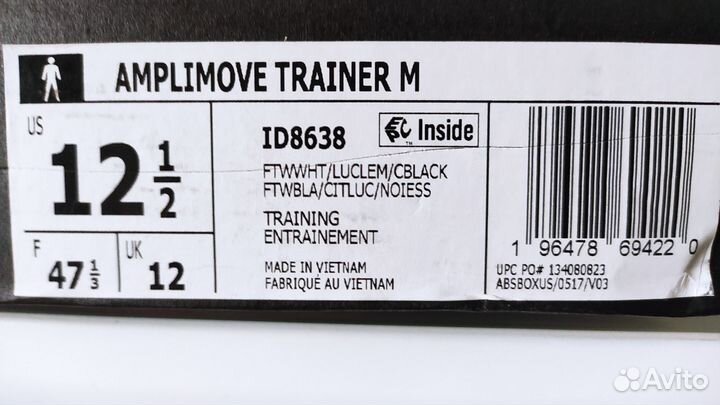 AMPLIMOVE TRAINER M
US
12 1/2
F
47 1/3
UK
12
ID8638
Inside
TM
FTWWHT/LUCLEM/CBLACK
FTWBLA/CITLUC/NOIESS
TRAINING
ENTRAINEMENT
MADE IN VIETNAM
FABRIQUÉ AU VIETNAM
1 96478 69422 0
UPC PO# 134080823
ABSBOXUS/0517/V03
Avito